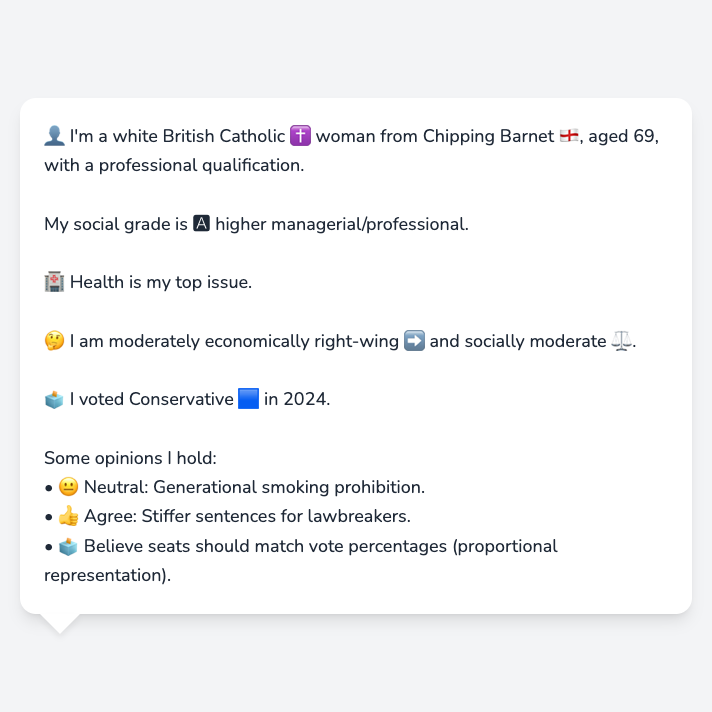 👤 I'm a white British Catholic ✝️ woman from Chipping Barnet 🏴󠁧󠁢󠁥󠁮󠁧󠁿, aged 69,
with a professional qualification.
My social grade is 🅰 higher managerial/professional.
🏥 Health is my top issue.
🤔 I am moderately economically right-wing ➡️ and socially moderate ⚖️.
🗳️ I voted Conservative 🟦 in 2024.
Some opinions I hold:
• 😐 Neutral: Generational smoking prohibition.
• 👍 Agree: Stiffer sentences for lawbreakers.
• 🗳️ Believe seats should match vote percentages (proportional
representation).